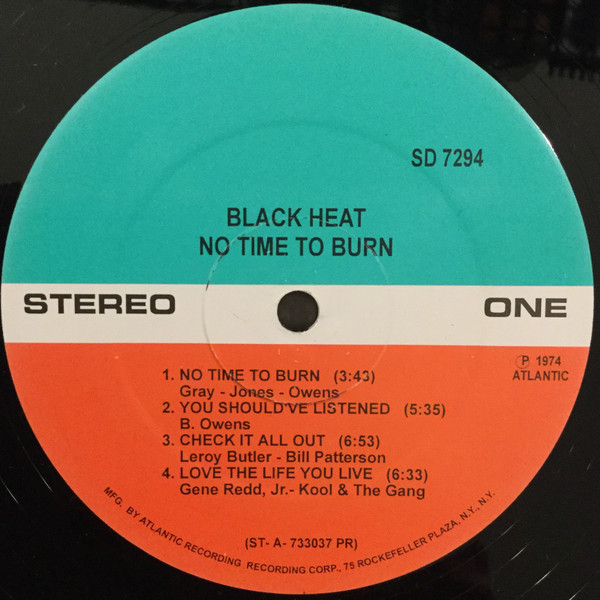 SD 7294
BLACK HEAT
NO TIME TO BURN
STEREO ONE
℗ 1974
ATLANTIC
1. NO TIME TO BURN (3:43)
Gray - Jones - Owens
2. YOU SHOULD'VE LISTENED (5:35)
B. Owens
3. CHECK IT ALL OUT (6:53)
Leroy Butler - Bill Patterson
4. LOVE THE LIFE YOU LIVE (6:33)
Gene Redd, Jr.- Kool & The Gang
(ST- A- 733037 PR)
MFG. BY ATLANTIC RECORDING RECORDING CORP., 75 ROCKEFELLER PLAZA, N.Y., N.Y.